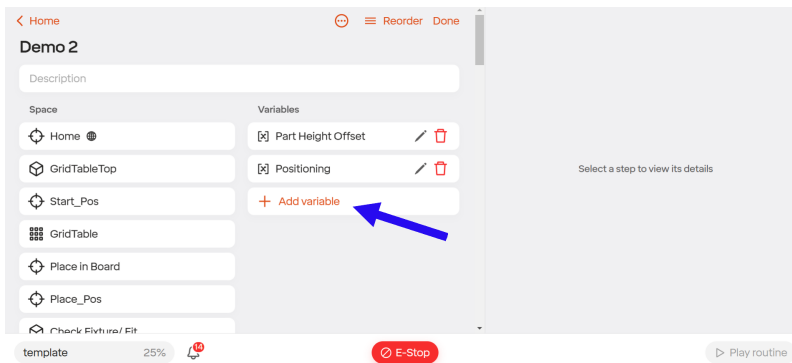 Home
Reorder Done
Demo 2
Description
Space
Variables
Home
Part Height Offset
GridTableTop
Positioning
Select a step to view its details
Start_Pos
+ Add variable
GridTable
Place in Board
Place_Pos
Check Fixture/ Fit
template 25% 14
E-Stop
Play routine